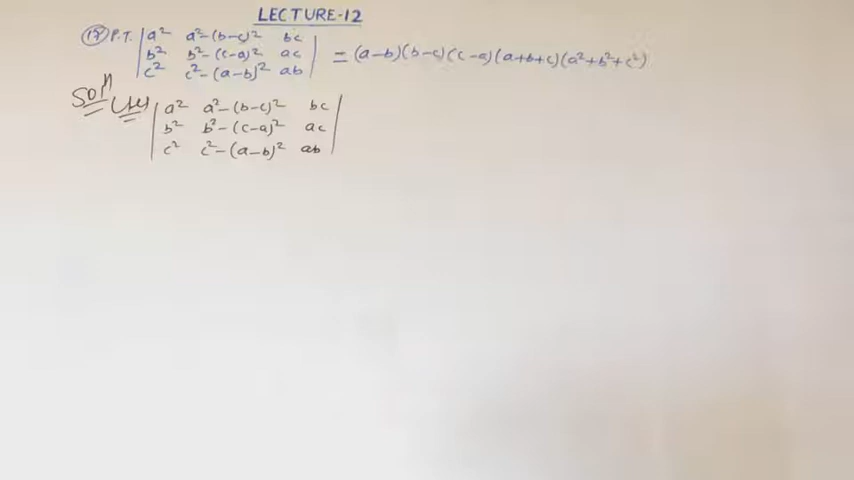 LECTURE-12
(19) P.T. | a² a²-(b-c)² bc |
| b² b²-(c-a)² ac | = (a-b)(b-c)(c-a)(a+b+c)(a²+b²+c²)
| c² c²-(a-b)² ab |
Solⁿ LHS | a² a²-(b-c)² bc |
| b² b²-(c-a)² ac |
| c² c²-(a-b)² ab |